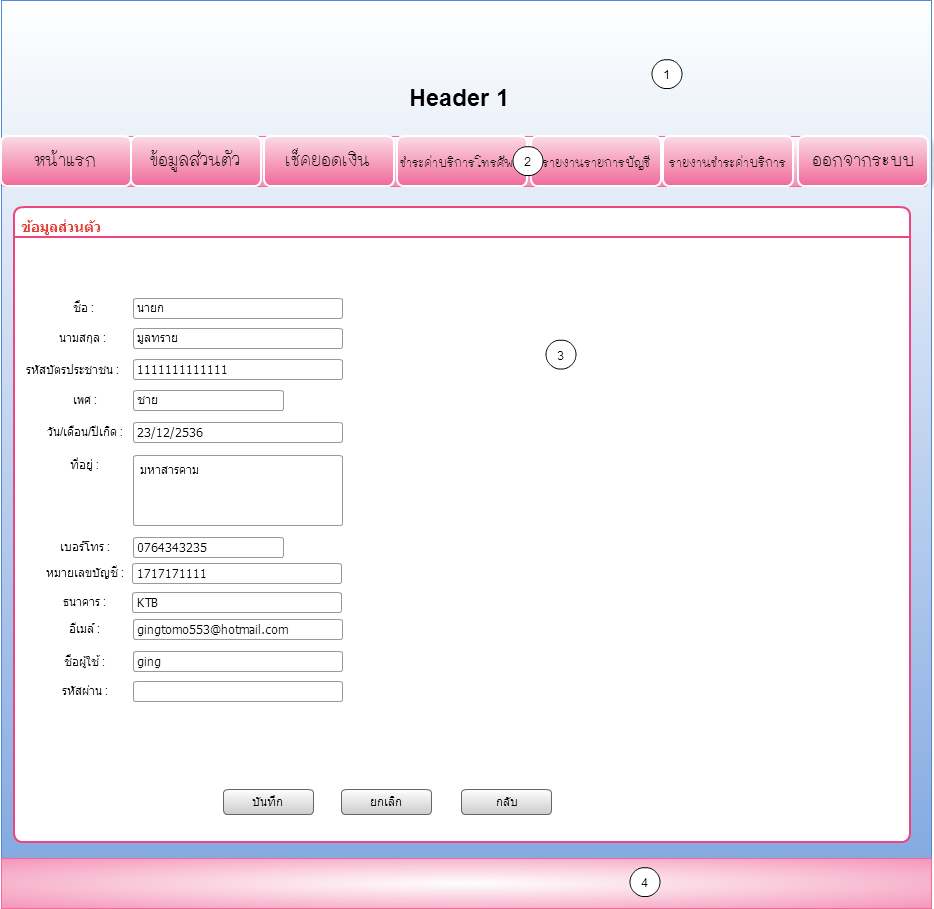 1
Header 1
หน้าแรก ข้อมูลส่วนตัว เช็คยอดเงิน ชำระค่าบริการโทรศัพ 2 รายงานรายการบัญชี รายงานชำระค่าบริการ ออกจากระบบ
ข้อมูลส่วนตัว
ชื่อ : นายก
นามสกุล : มูลทราย
3
รหัสบัตรประชาชน : 1111111111111
เพศ : ชาย
วัน/เดือน/ปีเกิด : 23/12/2536
ที่อยู่ : มหาสารคาม
เบอร์โทร : 0764343235
หมายเลขบัญชี : 1717171111
ธนาคาร : KTB
อีเมล์ : gingtomo553@hotmail.com
ชื่อผู้ใช้ : ging
รหัสผ่าน :
บันทึก ยกเลิก กลับ
4